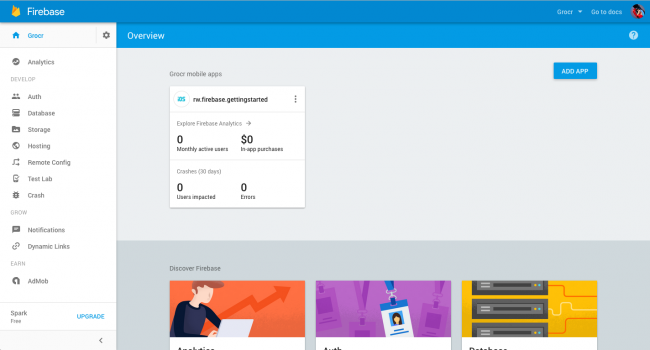 Firebase
Grocr
Go to docs
Grocr
Overview
Analytics
DEVELOP
Auth
Database
Storage
Hosting
Remote Config
Test Lab
Crash
GROW
Notifications
Dynamic Links
EARN
AdMob
Spark
Free
UPGRADE
Grocr mobile apps
ADD APP
iOS
rw.firebase.gettingstarted
Explore Firebase Analytics
0
$0
Monthly active users
In-app purchases
Crashes (30 days)
0
0
Users impacted
Errors
Discover Firebase
Analytics
Auth
Database